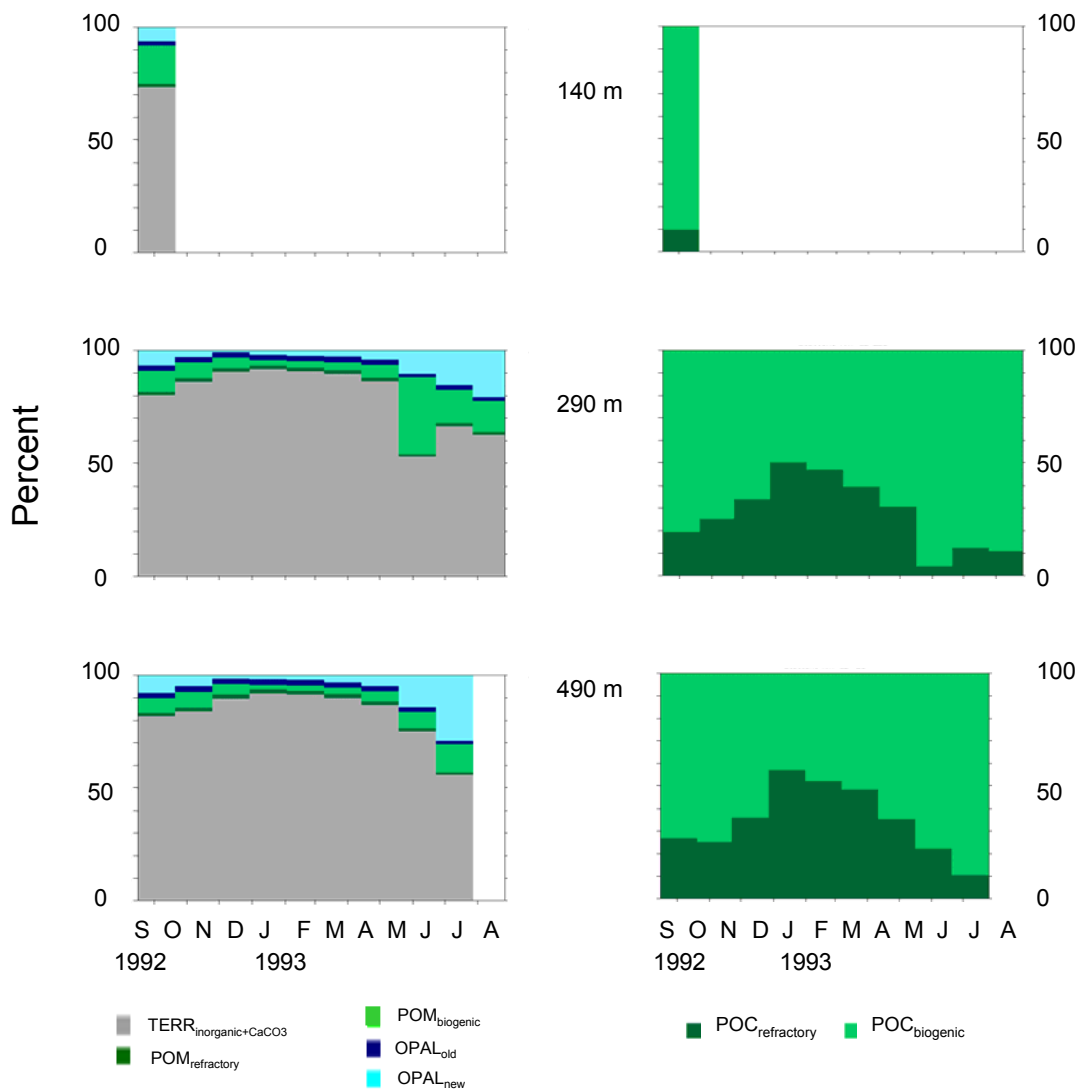 100
50
0
140 m
100
50
0
Percent
100
50
0
290 m
100
50
0
100
50
0
490 m
100
50
0
S O N D J F M A M J J A
1992 1993
S O N D J F M A M J J A
1992 1993
TERRinorganic+CaCO3
POMrefractory
POMbiogenic
OPALold
OPALnew
POCrefractory POCbiogenic